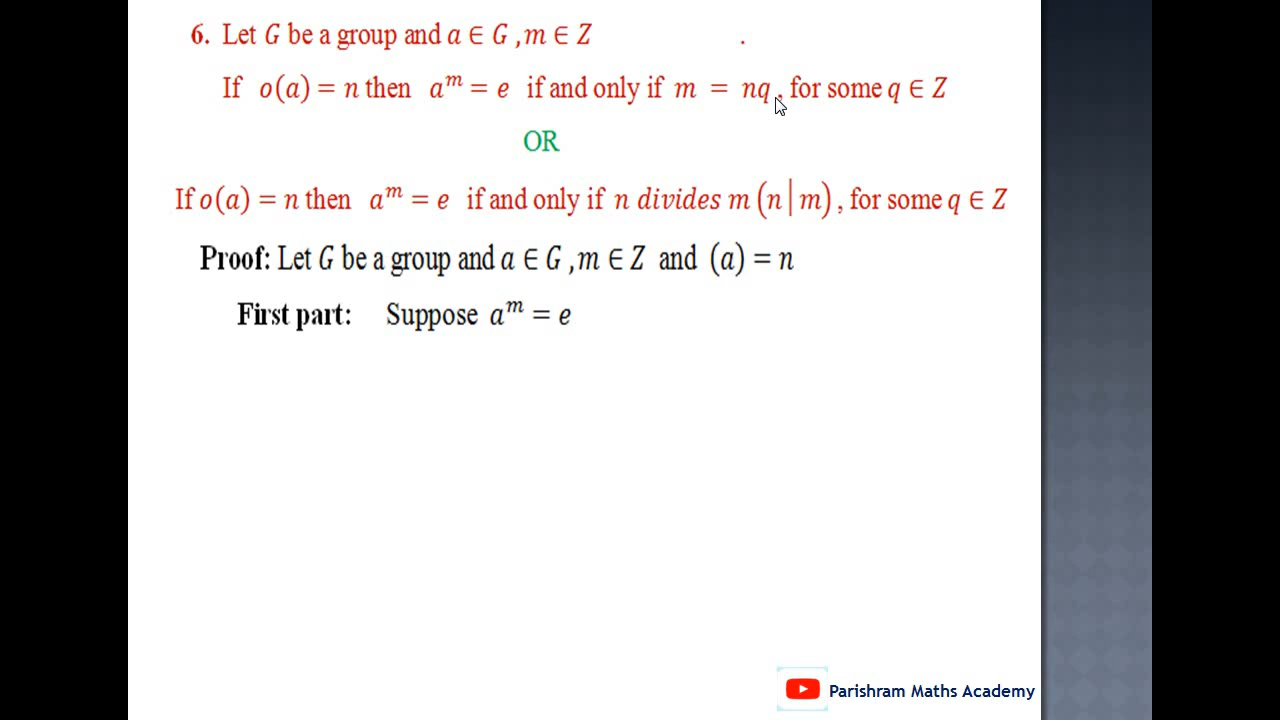 6. Let G be a group and a ∈ G ,m ∈ Z .
If o(a) = n then a^m = e if and only if m = nq , for some q ∈ Z
OR
If o(a) = n then a^m = e if and only if n divides m (n|m) , for some q ∈ Z
Proof: Let G be a group and a ∈ G ,m ∈ Z and (a) = n
First part: Suppose a^m = e
Parishram Maths Academy